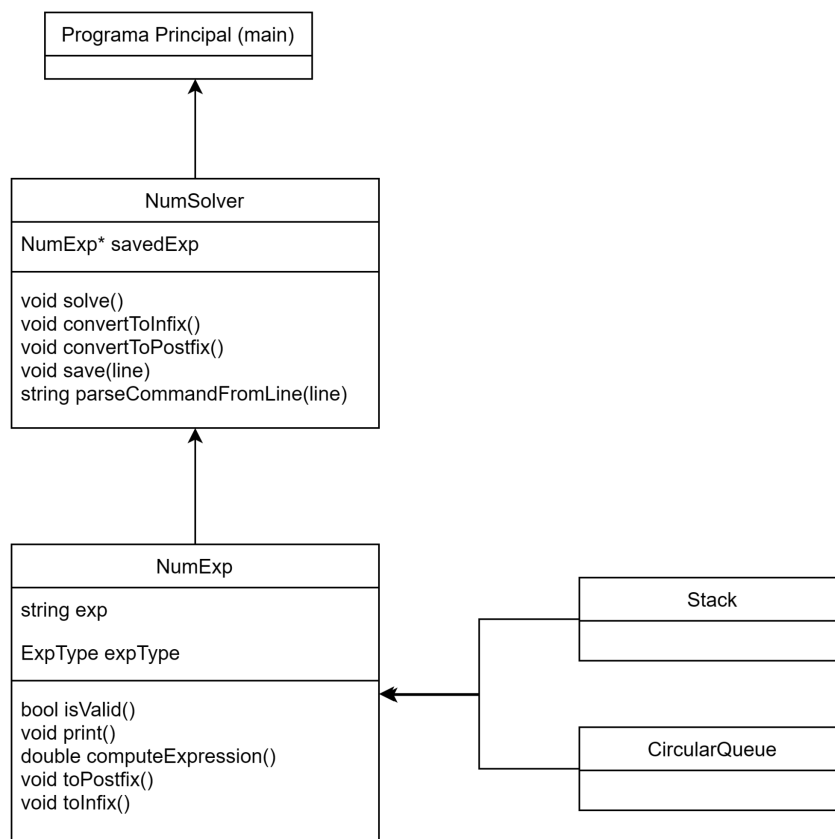 Programa Principal (main)
NumSolver
NumExp* savedExp
void solve()
void convertToInfix()
void convertToPostfix()
void save(line)
string parseCommandFromLine(line)
NumExp
string exp
ExpType expType
bool isValid()
void print()
double computeExpression()
void toPostfix()
void toInfix()
Stack
CircularQueue